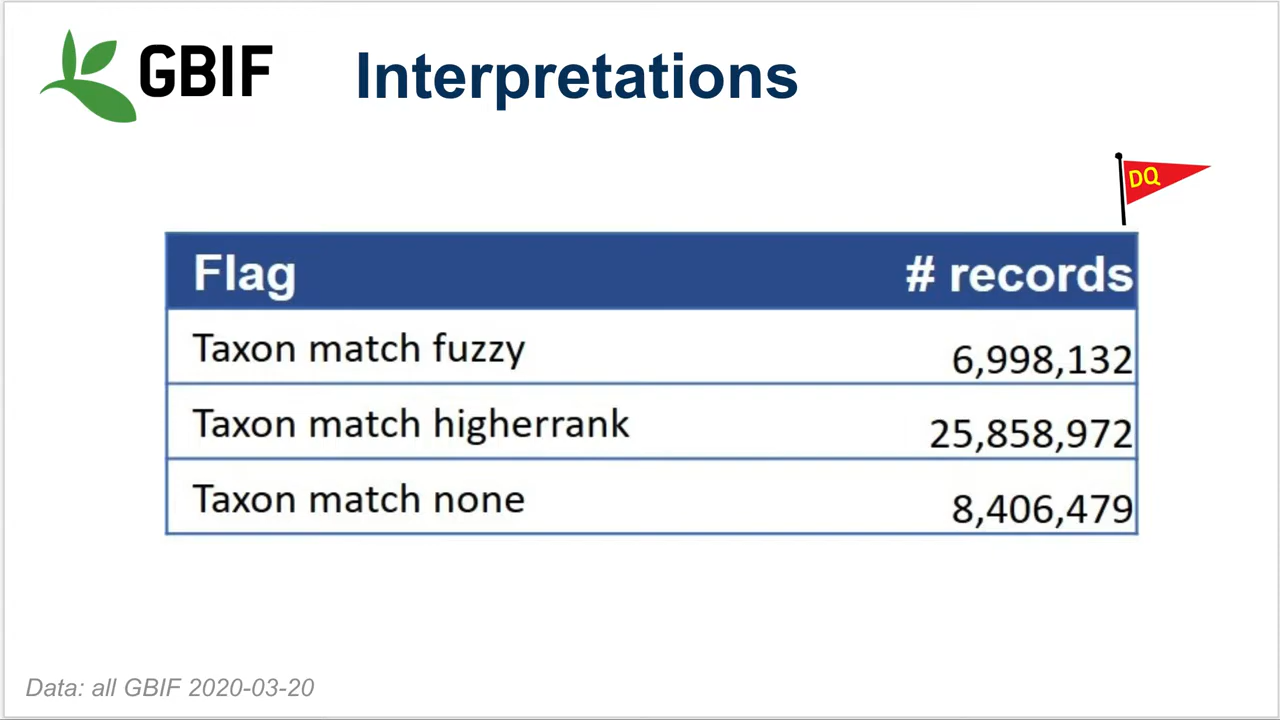 GBIF
Interpretations
DQ
Flag # records
Taxon match fuzzy 6,998,132
Taxon match higherrank 25,858,972
Taxon match none 8,406,479
Data: all GBIF 2020-03-20